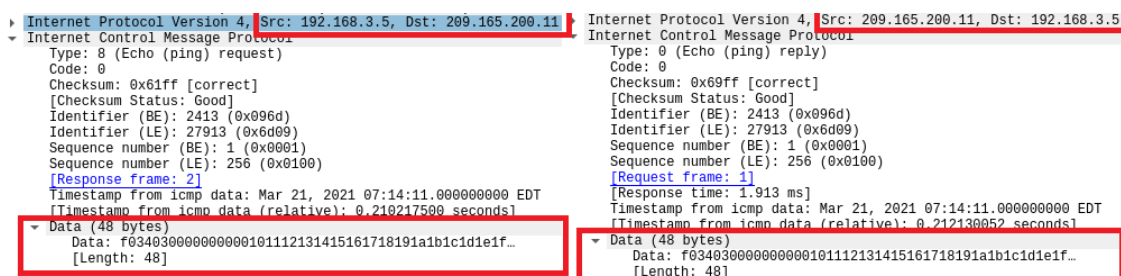 Internet Protocol Version 4, Src: 192.168.3.5, Dst: 209.165.200.11
Internet Control Message Protocol
Type: 8 (Echo (ping) request)
Code: 0
Checksum: 0x61ff [correct]
[Checksum Status: Good]
Identifier (BE): 2413 (0x096d)
Identifier (LE): 27913 (0x6d09)
Sequence number (BE): 1 (0x0001)
Sequence number (LE): 256 (0x0100)
[Response frame: 2]
Timestamp from icmp data: Mar 21, 2021 07:14:11.000000000 EDT
[Timestamp from icmp data (relative): 0.210217500 seconds]
Data (48 bytes)
Data: f03403000000000010111213141516171819​1a1b1c1d1e1f…
[Length: 48]
Internet Protocol Version 4, Src: 209.165.200.11, Dst: 192.168.3.5
Internet Control Message Protocol
Type: 0 (Echo (ping) reply)
Code: 0
Checksum: 0x69ff [correct]
[Checksum Status: Good]
Identifier (BE): 2413 (0x096d)
Identifier (LE): 27913 (0x6d09)
Sequence number (BE): 1 (0x0001)
Sequence number (LE): 256 (0x0100)
[Request frame: 1]
[Response time: 1.913 ms]
Timestamp from icmp data: Mar 21, 2021 07:14:11.000000000 EDT
[Timestamp from icmp data (relative): 0.212130052 seconds]
Data (48 bytes)
Data: f034030000000000101112131415161718191a1b1c1d1e1f…
[Length: 48]